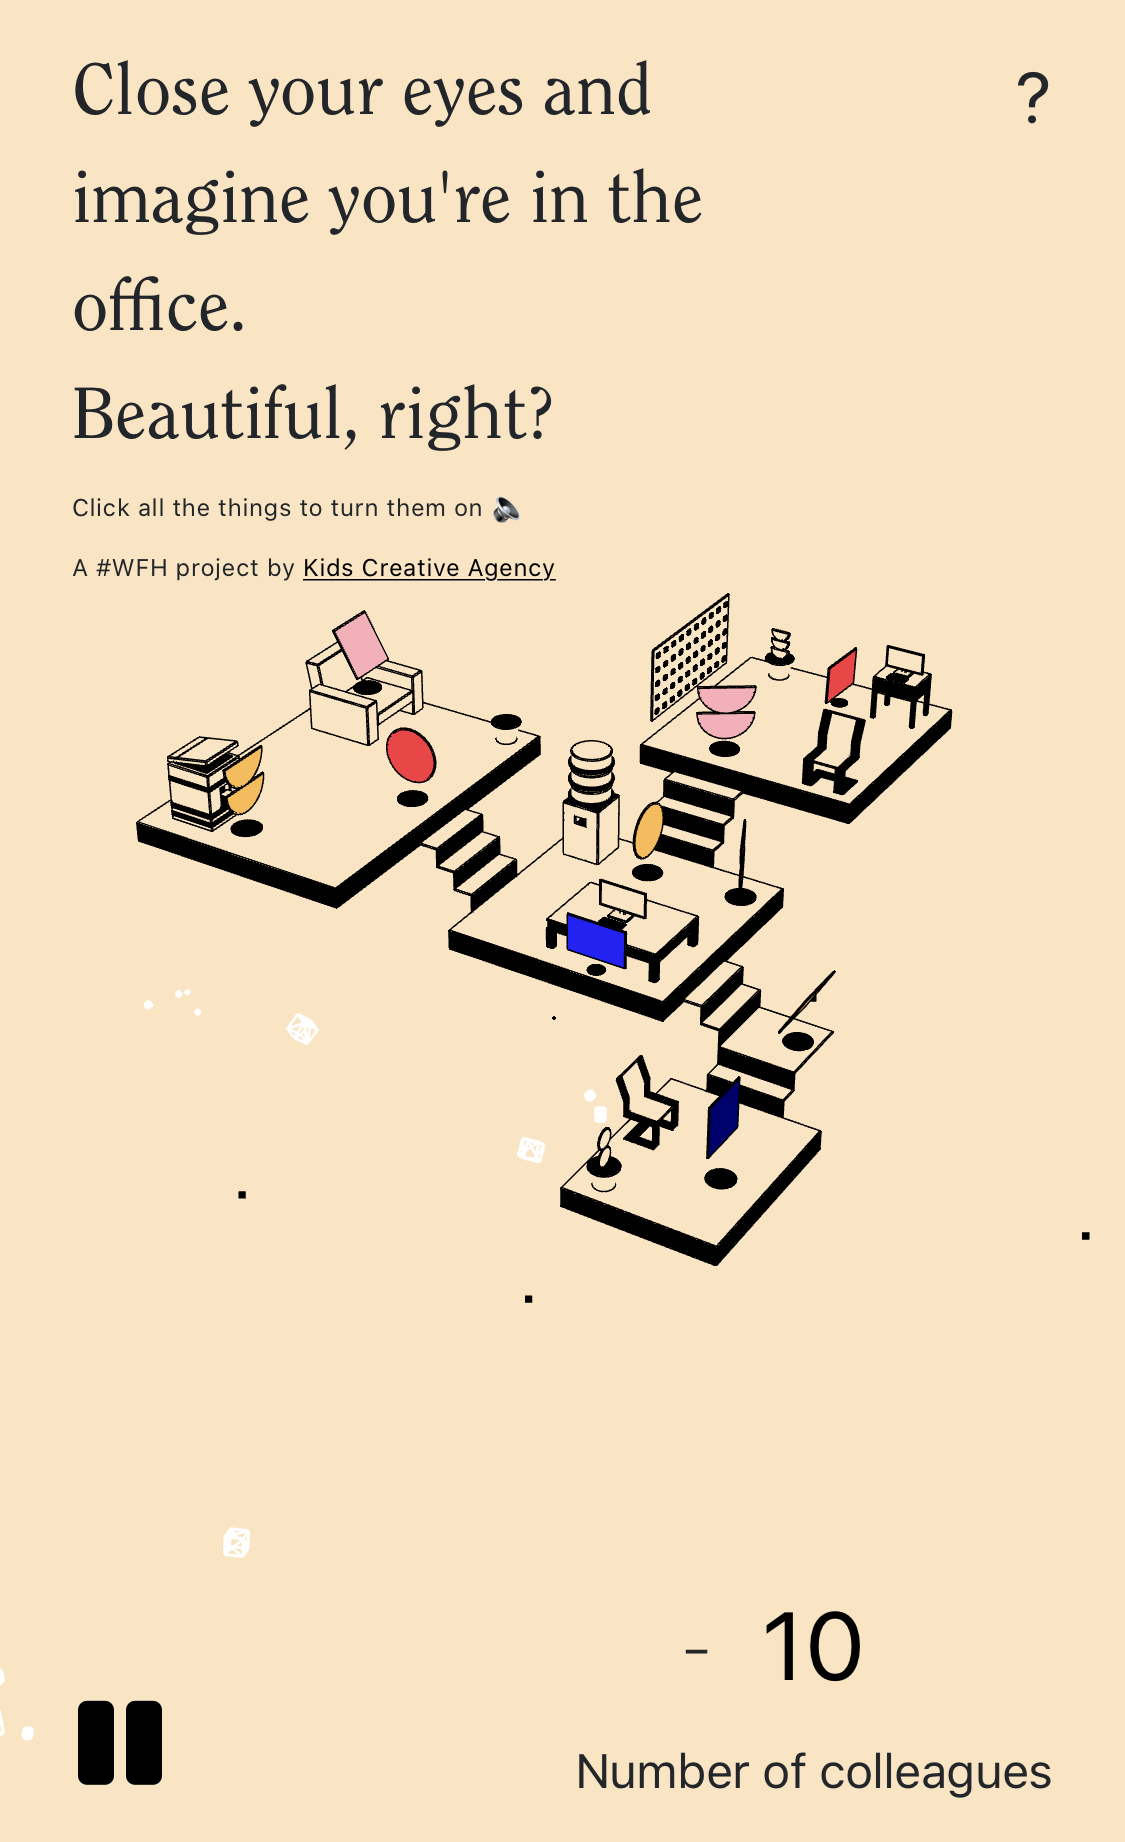 Close your eyes and
?
imagine you're in the
office.
Beautiful, right?
Click all the things to turn them on 🔈
A #WFH project by Kids Creative Agency
– 10
Number of colleagues